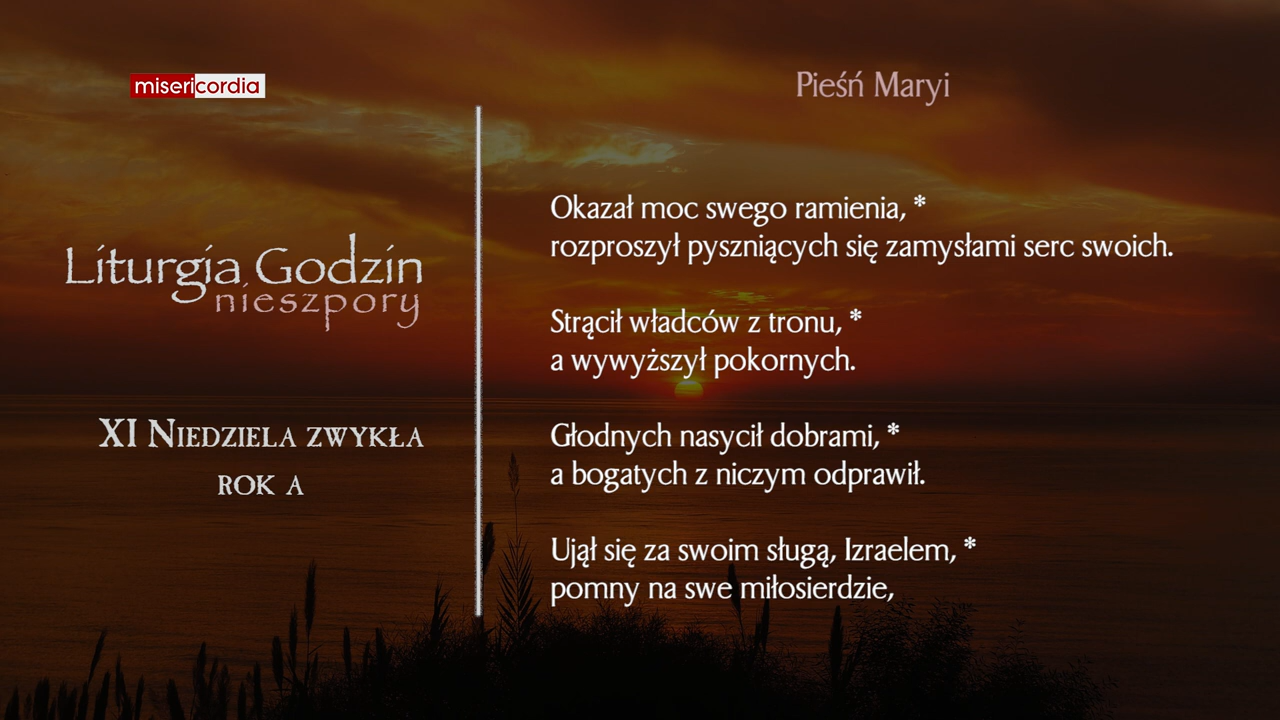 misericordia
Liturgia Godzin
nieszpory
XI Niedziela zwykła
rok A
Pieśń Maryi
Okazał moc swego ramienia, *
rozproszył pyszniących się zamysłami serc swoich.
Strącił władców z tronu, *
a wywyższył pokornych.
Głodnych nasycił dobrami, *
a bogatych z niczym odprawił.
Ujął się za swoim sługą, Izraelem, *
pomny na swe miłosierdzie,